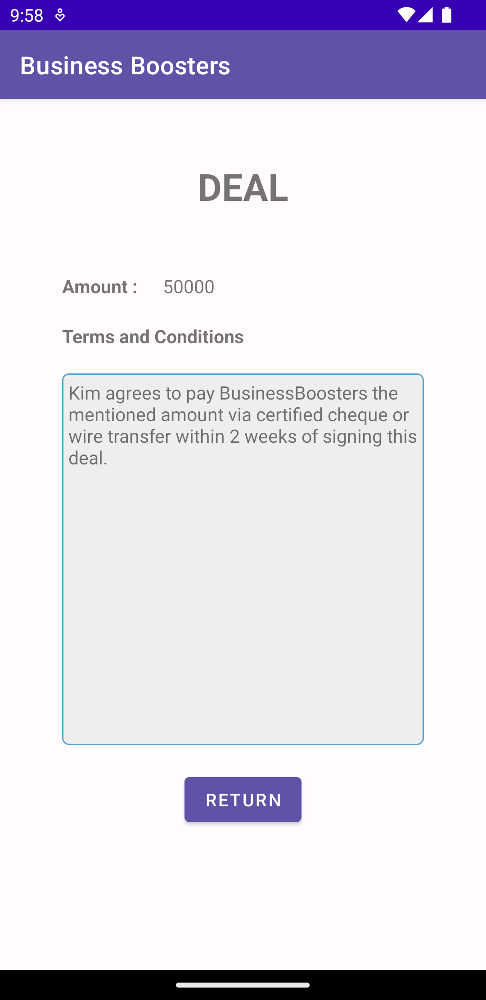 9:58
Business Boosters
DEAL
Amount : 50000
Terms and Conditions
Kim agrees to pay BusinessBoosters the
mentioned amount via certified cheque or
wire transfer within 2 weeks of signing this
deal.
RETURN